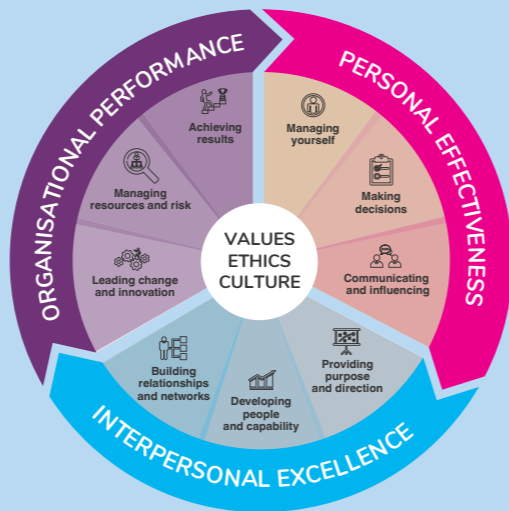 ORGANISATIONAL PERFORMANCE
PERSONAL EFFECTIVENESS
INTERPERSONAL EXCELLENCE
Achieving
results
Managing
yourself
Managing
resources and risk
Making
decisions
Leading change
and innovation
VALUES
ETHICS
CULTURE
Communicating
and influencing
Building
relationships
and networks
Developing
people
and capability
Providing
purpose
and direction